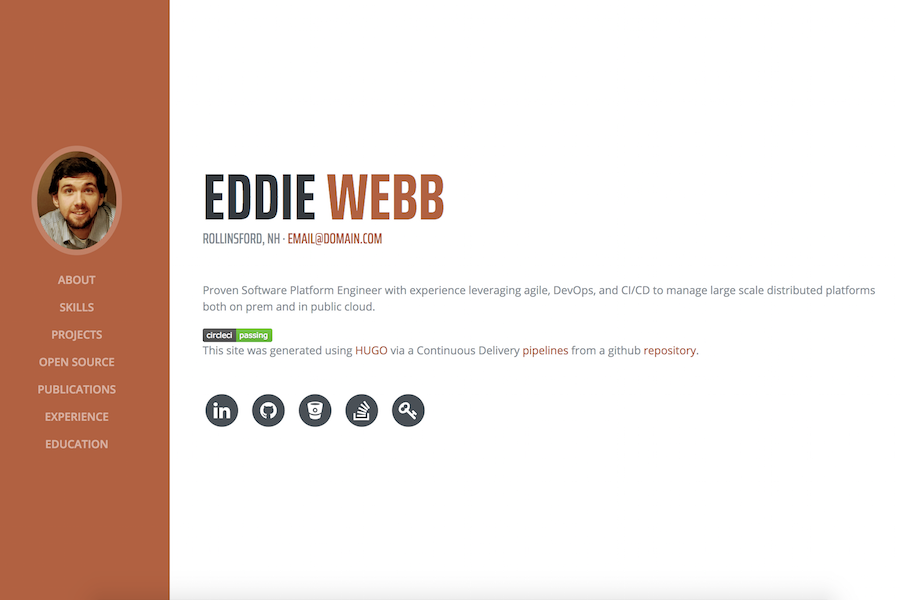 ABOUT
SKILLS
PROJECTS
OPEN SOURCE
PUBLICATIONS
EXPERIENCE
EDUCATION
EDDIE WEBB
ROLLINSFORD, NH · EMAIL@DOMAIN.COM
Proven Software Platform Engineer with experience leveraging agile, DevOps, and CI/CD to manage large scale distributed platforms
both on prem and in public cloud.
circleci passing
This site was generated using HUGO via a Continuous Delivery pipelines from a github repository.
in